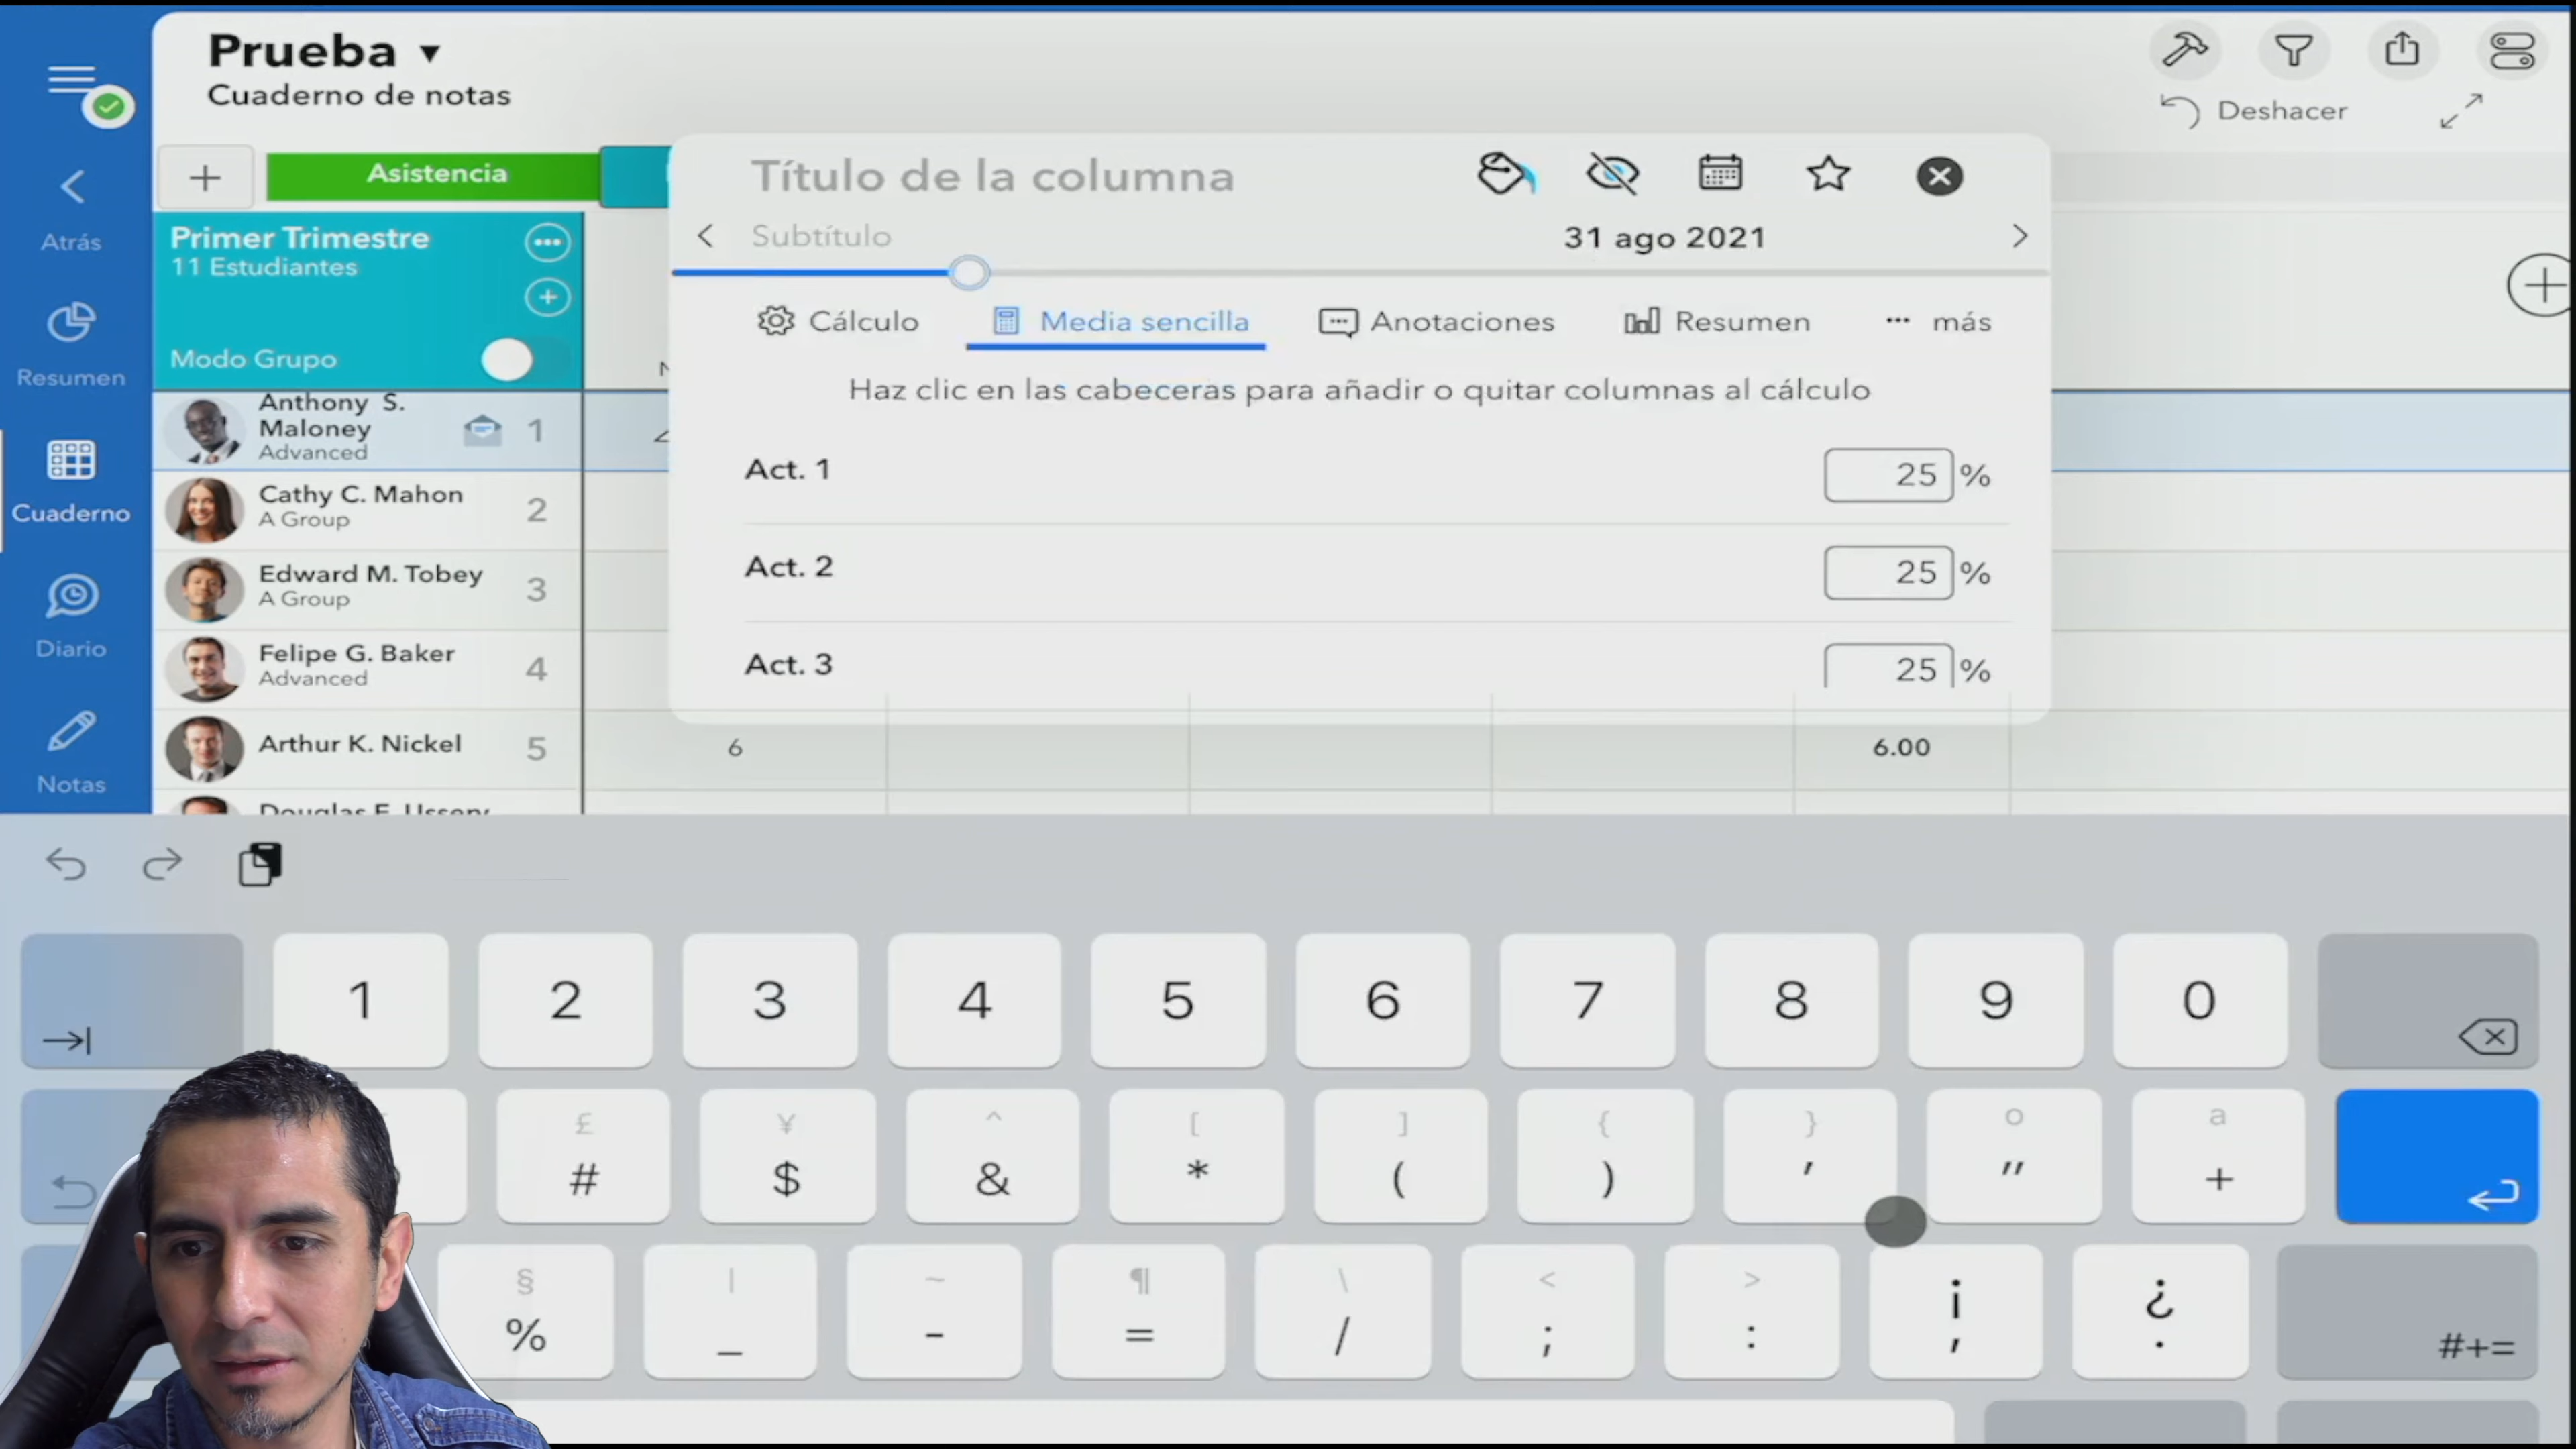 Prueba ▼
Cuaderno de notas
Deshacer
Asistencia
Título de la columna
Subtítulo
31 ago 2021
Primer Trimestre
11 Estudiantes
Modo Grupo
Cálculo
Media sencilla
Anotaciones
Resumen
más
Haz clic en las cabeceras para añadir o quitar columnas al cálculo
Act. 1
25 %
Act. 2
25 %
Act. 3
25 %
Atrás
Resumen
Cuaderno
Diario
Notas
Anthony S. Maloney
Advanced
1
Cathy C. Mahon
A Group
2
Edward M. Tobey
A Group
3
Felipe G. Baker
Advanced
4
Arthur K. Nickel
5
6
6.00
Douglas F. Ussery
1 2 3 4 5 6 7 8 9 0
£ ¥ ^ [ ] { } º ª
# $ & * ( ) ' " +
§ | ~ ¶ \ < > ¡ ¿
% _ - = / ; : , .
#+=